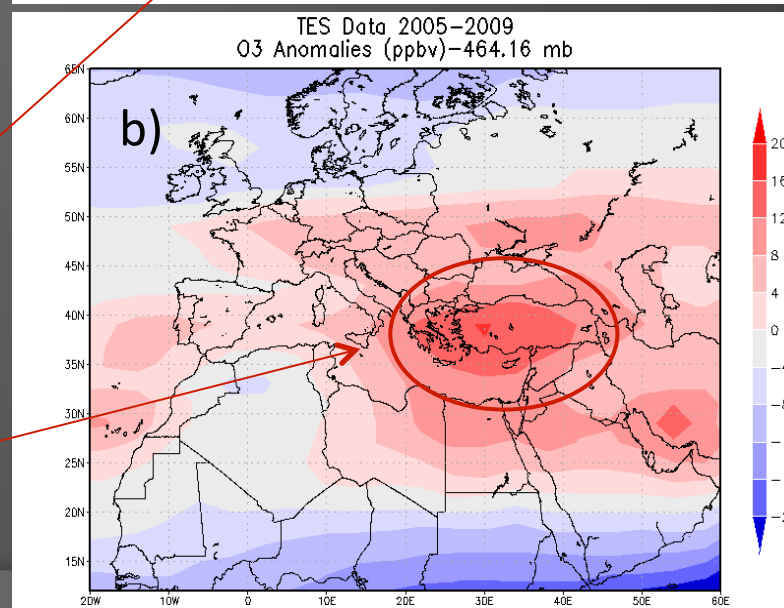 TES Data 2005–2009
O3 Anomalies (ppbv)–464.16 mb
b)
65N
60N
55N
50N
45N
40N
35N
30N
25N
20N
15N
20W
10W
0
10E
20E
30E
40E
50E
60E
20
16
12
8
4
0